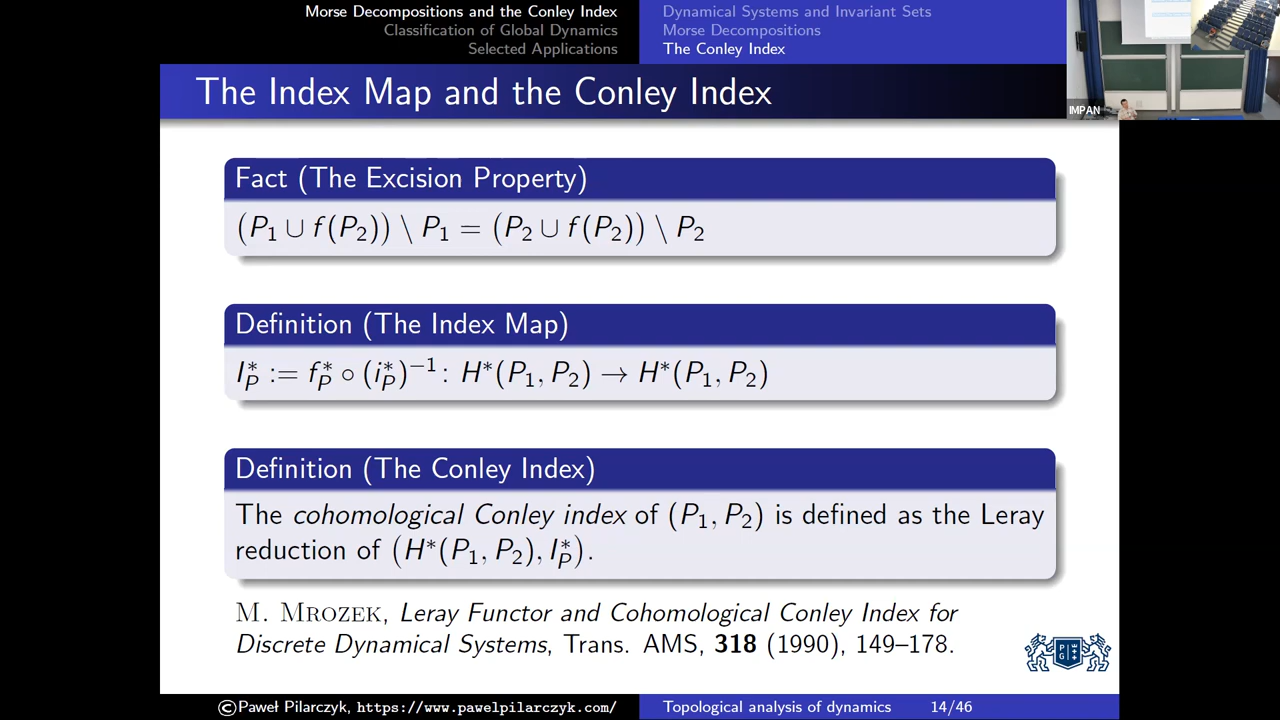 Morse Decompositions and the Conley Index
Classification of Global Dynamics
Selected Applications
Dynamical Systems and Invariant Sets
Morse Decompositions
The Conley Index
IMPAN
The Index Map and the Conley Index
Fact (The Excision Property)
(P₁ ∪ f(P₂)) \ P₁ = (P₂ ∪ f(P₂)) \ P₂
Definition (The Index Map)
I*_P := f*_P ∘ (i*_P)⁻¹: H*(P₁, P₂) → H*(P₁, P₂)
Definition (The Conley Index)
The cohomological Conley index of (P₁, P₂) is defined as the Leray
reduction of (H*(P₁, P₂), I*_P).
M. Mrozek, Leray Functor and Cohomological Conley Index for
Discrete Dynamical Systems, Trans. AMS, 318 (1990), 149–178.
P G
©Paweł Pilarczyk, https://www.pawelpilarczyk.com/
Topological analysis of dynamics 14/46